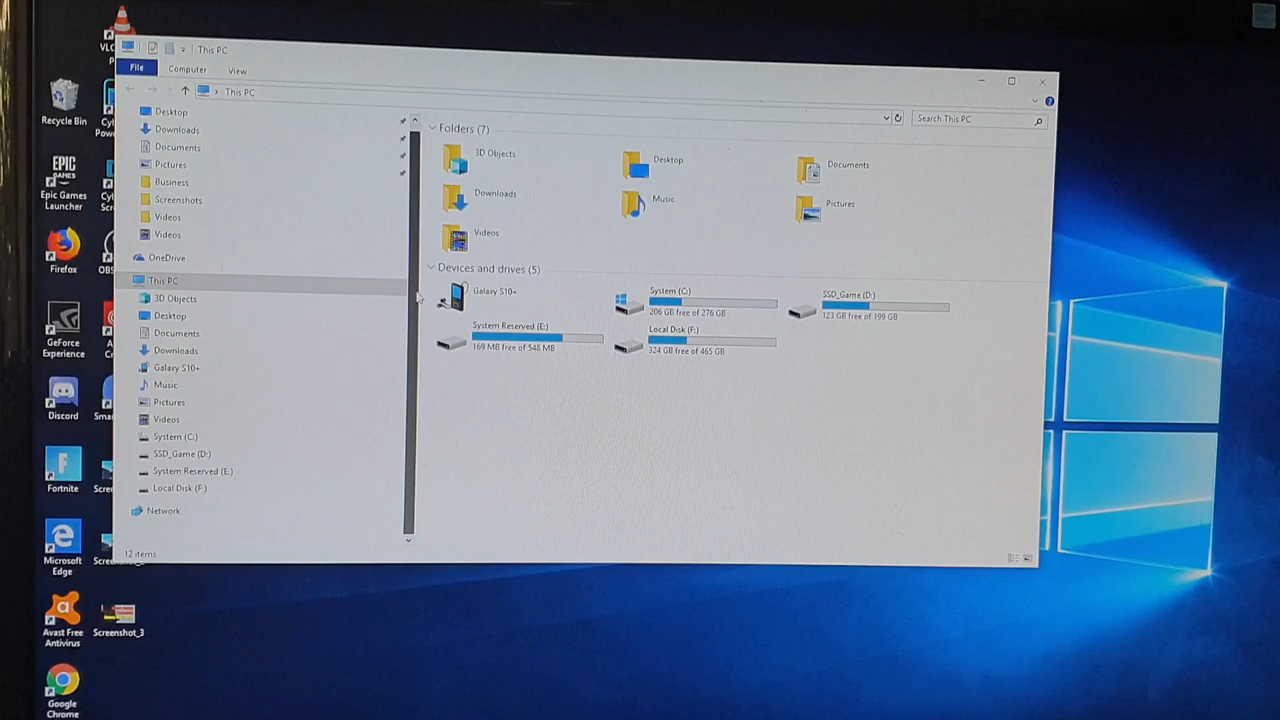 This PC
File
Computer
View
This PC
Search This PC
Desktop
Downloads
Documents
Pictures
Business
Screenshots
Videos
Videos
OneDrive
This PC
3D Objects
Desktop
Documents
Downloads
Galaxy S10+
Music
Pictures
Videos
System (C:)
SSD_Game (D:)
System Reserved (E:)
Local Disk (F:)
Network
12 items
Folders (7)
3D Objects
Desktop
Documents
Downloads
Music
Pictures
Videos
Devices and drives (5)
Galaxy S10+
System (C:)
206 GB free of 276 GB
SSD_Game (D:)
123 GB free of 199 GB
System Reserved (E:)
169 MB free of 548 MB
Local Disk (F:)
324 GB free of 465 GB
Recycle Bin
EPIC
GAMES
Epic Games
Launcher
Firefox
GeForce
Experience
Discord
Fortnite
Microsoft
Edge
Avast Free
Antivirus
Screenshot_3
Google
Chrome